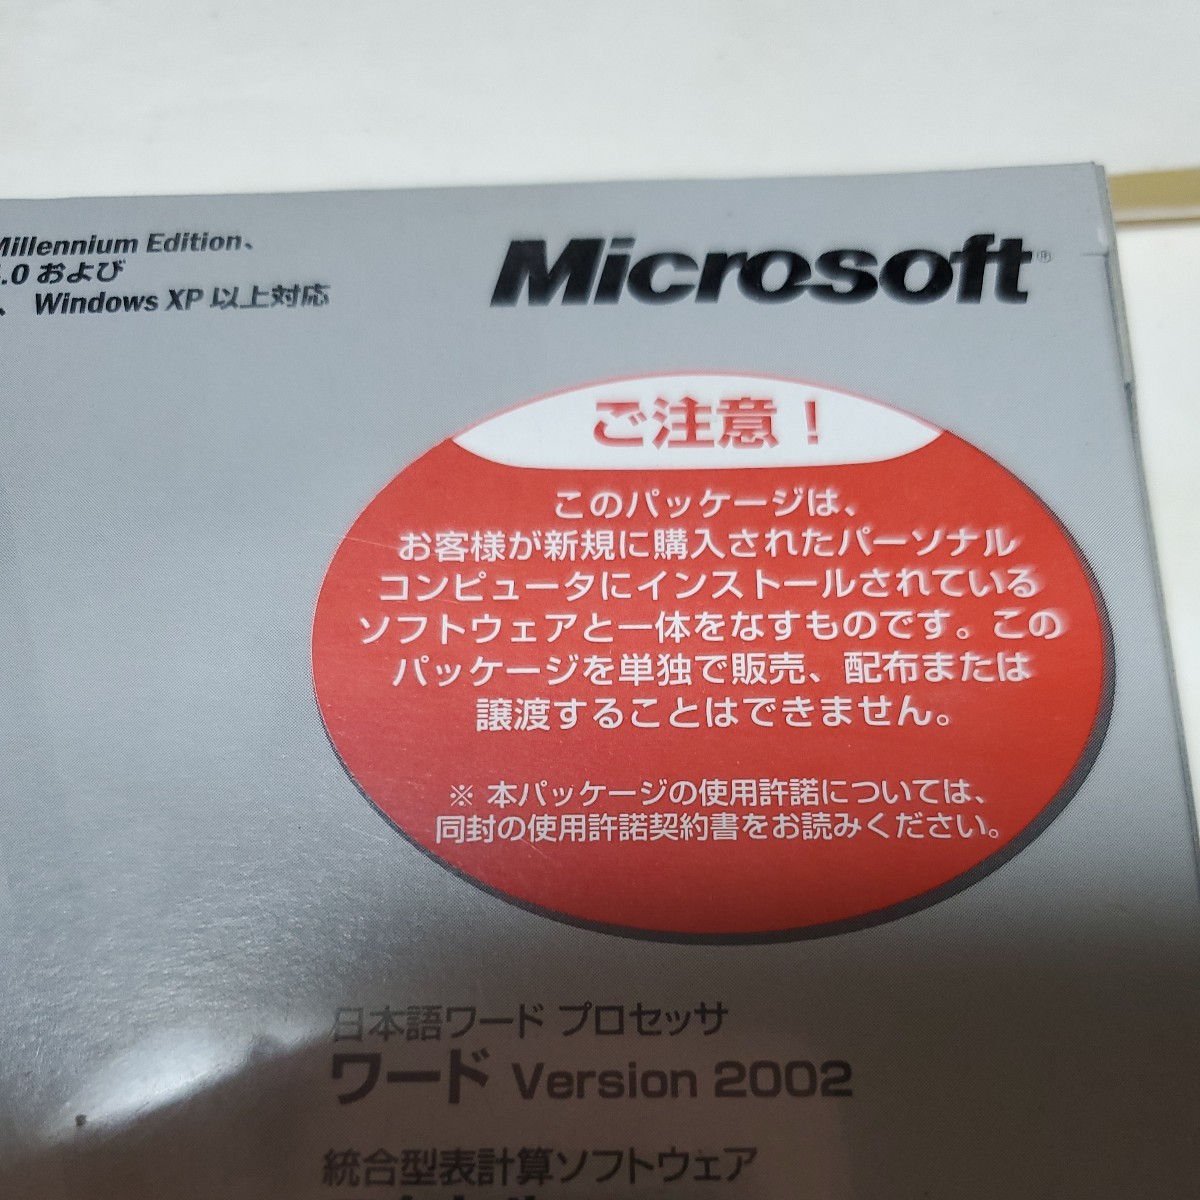 Millennium Edition、
.0 および
、 Windows XP 以上対応
Microsoft®
ご注意！
このパッケージは、
お客様が新規に購入されたパーソナル
コンピュータにインストールされている
ソフトウェアと一体をなすものです。この
パッケージを単独で販売、配布または
譲渡することはできません。
※ 本パッケージの使用許諾については、
同封の使用許諾契約書をお読みください。
日本語ワード プロセッサ
ワード Version 2002
統合型表計算ソフトウェア